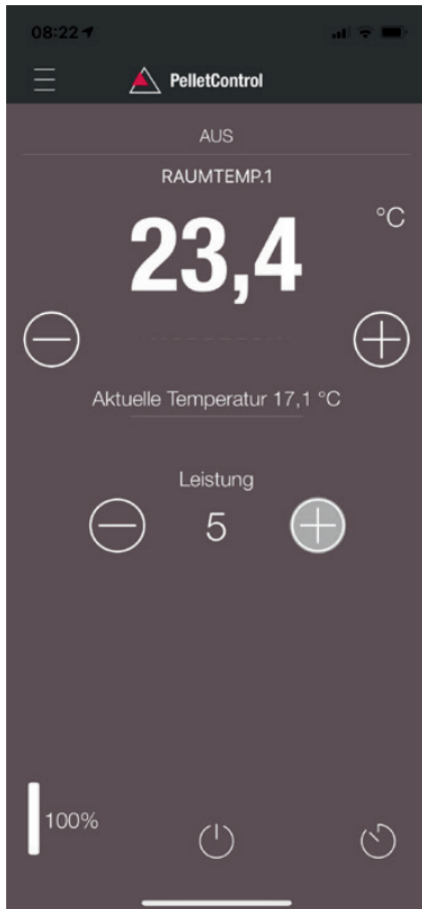 08:22
PelletControl
AUS
RAUMTEMP.1
°C
23,4
Aktuelle Temperatur 17,1 °C
Leistung
5
100%